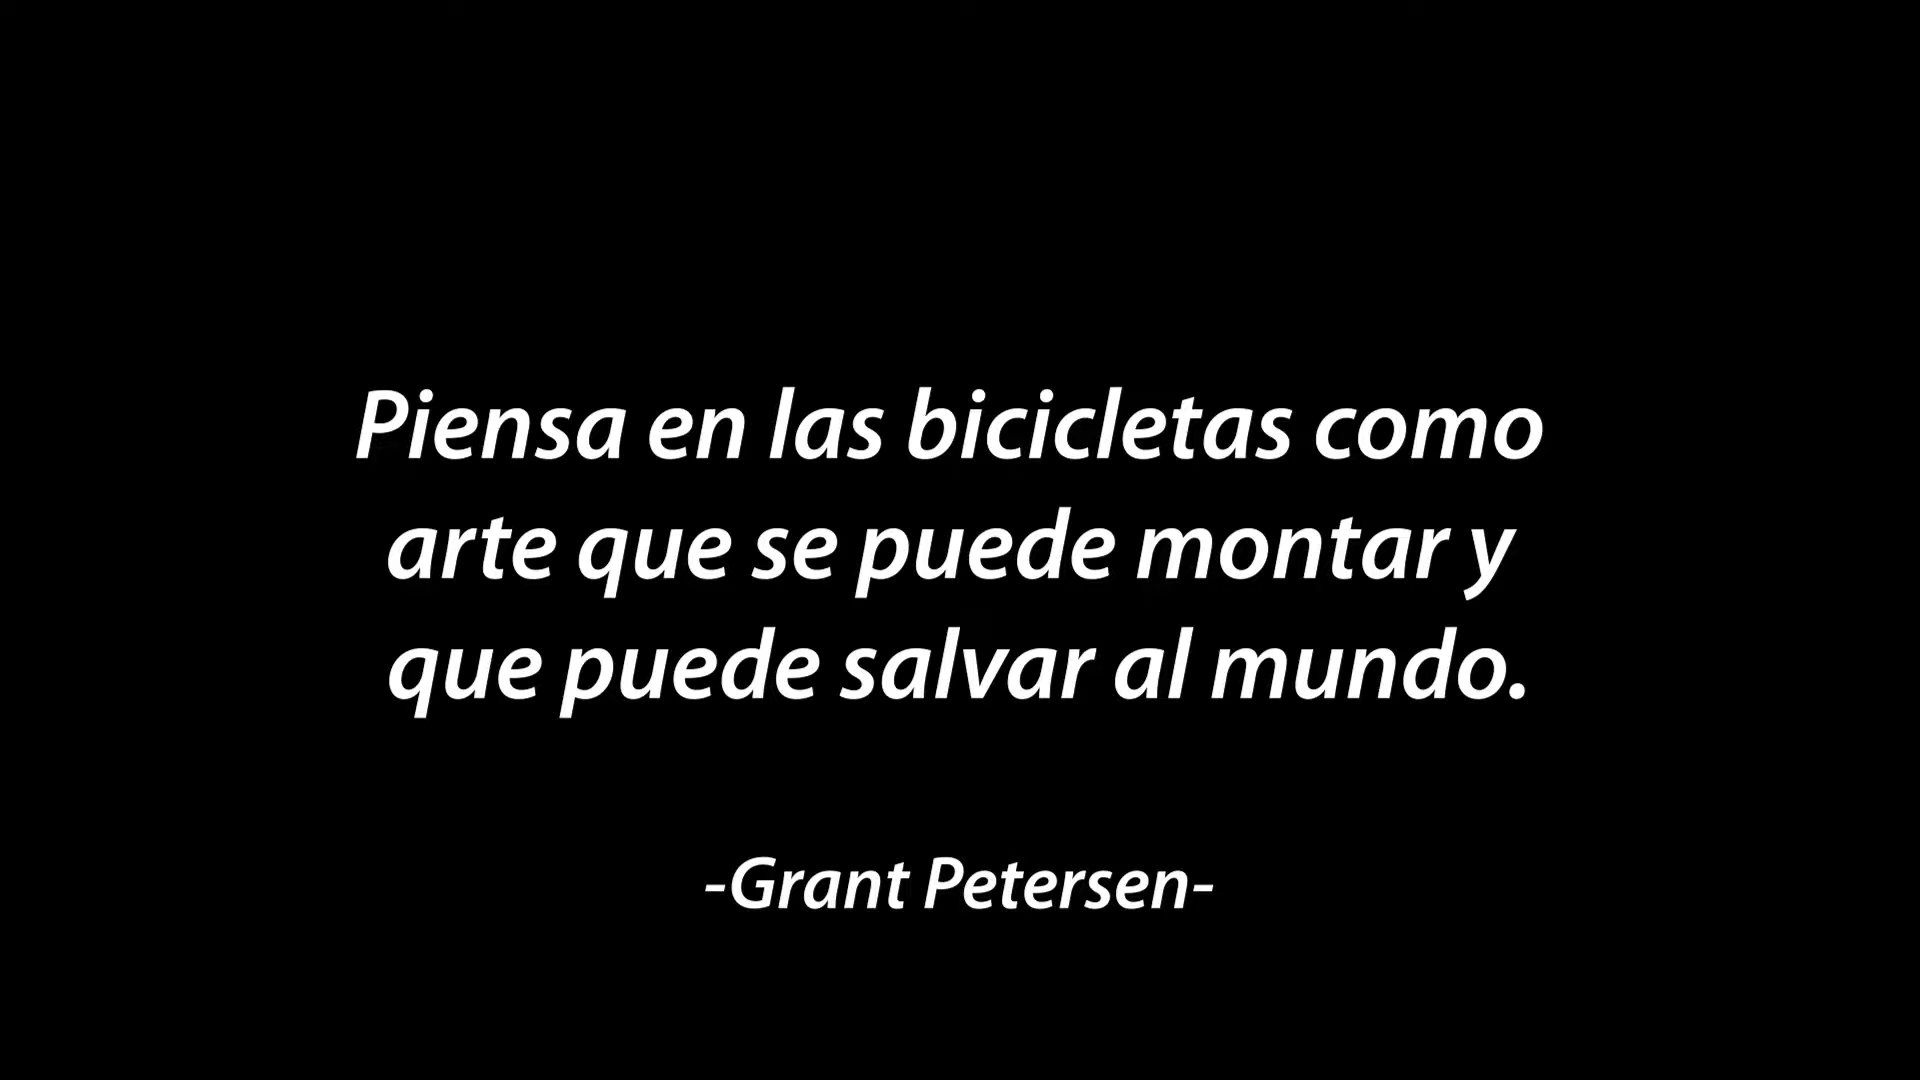 Piensa en las bicicletas como
arte que se puede montar y
que puede salvar al mundo.
-Grant Petersen-